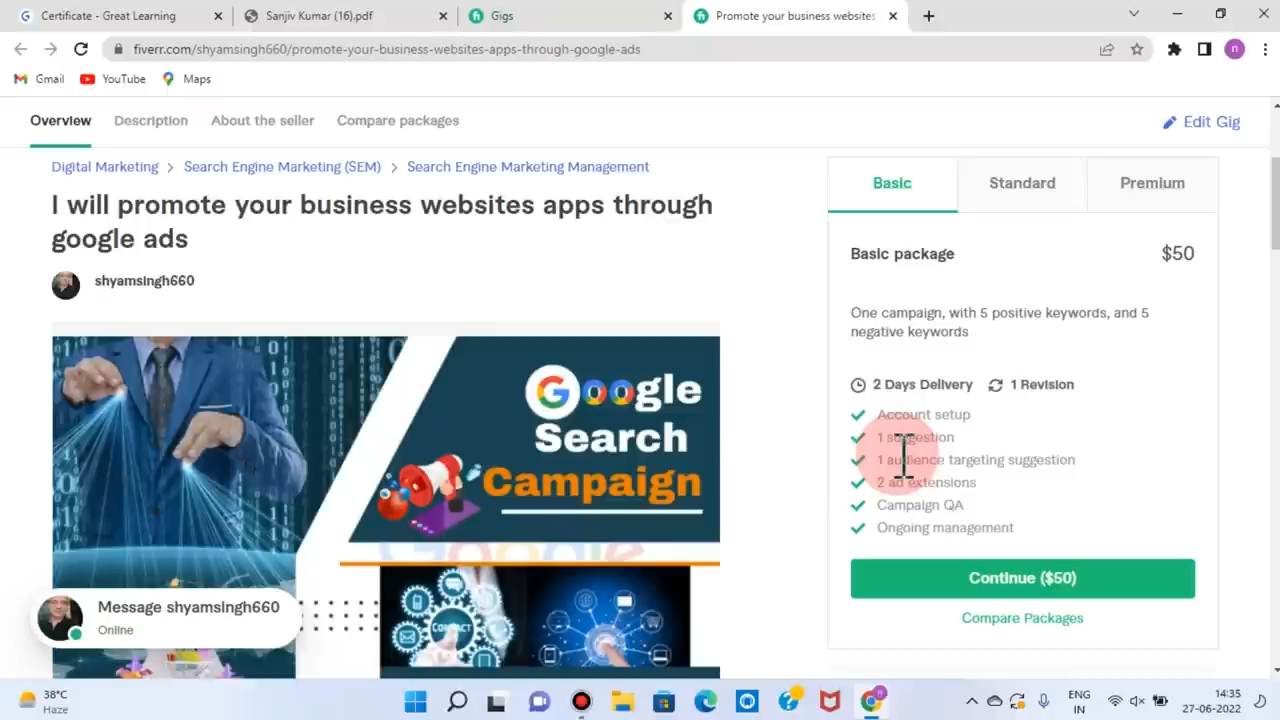 Certificate - Great Learning
Sanjiv Kumar (16).pdf
Gigs
Promote your business websites
fiverr.com/shyamsingh660/promote-your-business-websites-apps-through-google-ads
n
Gmail
YouTube
Maps
Overview
Description
About the seller
Compare packages
Edit Gig
Digital Marketing > Search Engine Marketing (SEM) > Search Engine Marketing Management
I will promote your business websites apps through
google ads
shyamsingh660
Google
Search
Campaign
CONTACT
Message shyamsingh660
Online
Basic
Standard
Premium
Basic package
$50
One campaign, with 5 positive keywords, and 5
negative keywords
2 Days Delivery
1 Revision
Account setup
1 suggestion
1 audience targeting suggestion
2 ad extensions
Campaign QA
Ongoing management
Continue ($50)
Compare Packages
38°C
Haze
ENG
IN
14:35
27-06-2022